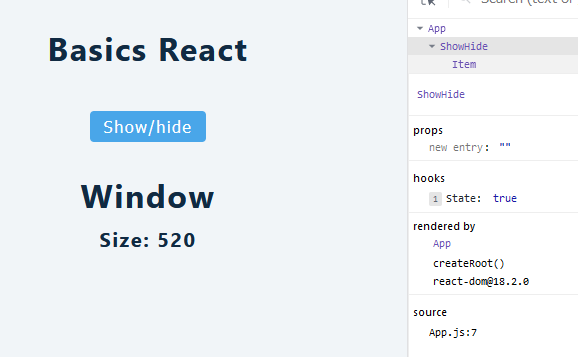 Basics React
Show/hide
Window
Size: 520
Search (text or
App
ShowHide
Item
ShowHide
props
new entry: ""
hooks
1 State: true
rendered by
App
createRoot()
react-dom@18.2.0
source
App.js:7